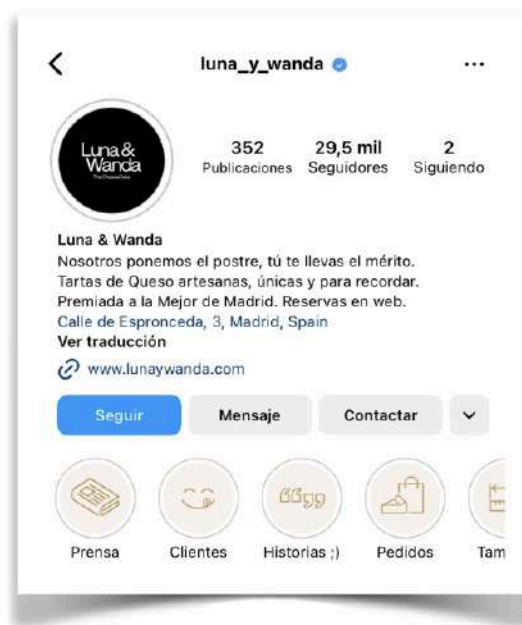 luna_y_wanda
Luna &
Wanda
The Cheesecakes
352 29,5 mil 2
Publicaciones Seguidores Siguiendo
Luna & Wanda
Nosotros ponemos el postre, tú te llevas el mérito.
Tartas de Queso artesanas, únicas y para recordar.
Premiada a la Mejor de Madrid. Reservas en web.
Calle de Espronceda, 3, Madrid, Spain
Ver traducción
www.lunaywanda.com
Seguir Mensaje Contactar
Prensa Clientes Historias ;) Pedidos Tam